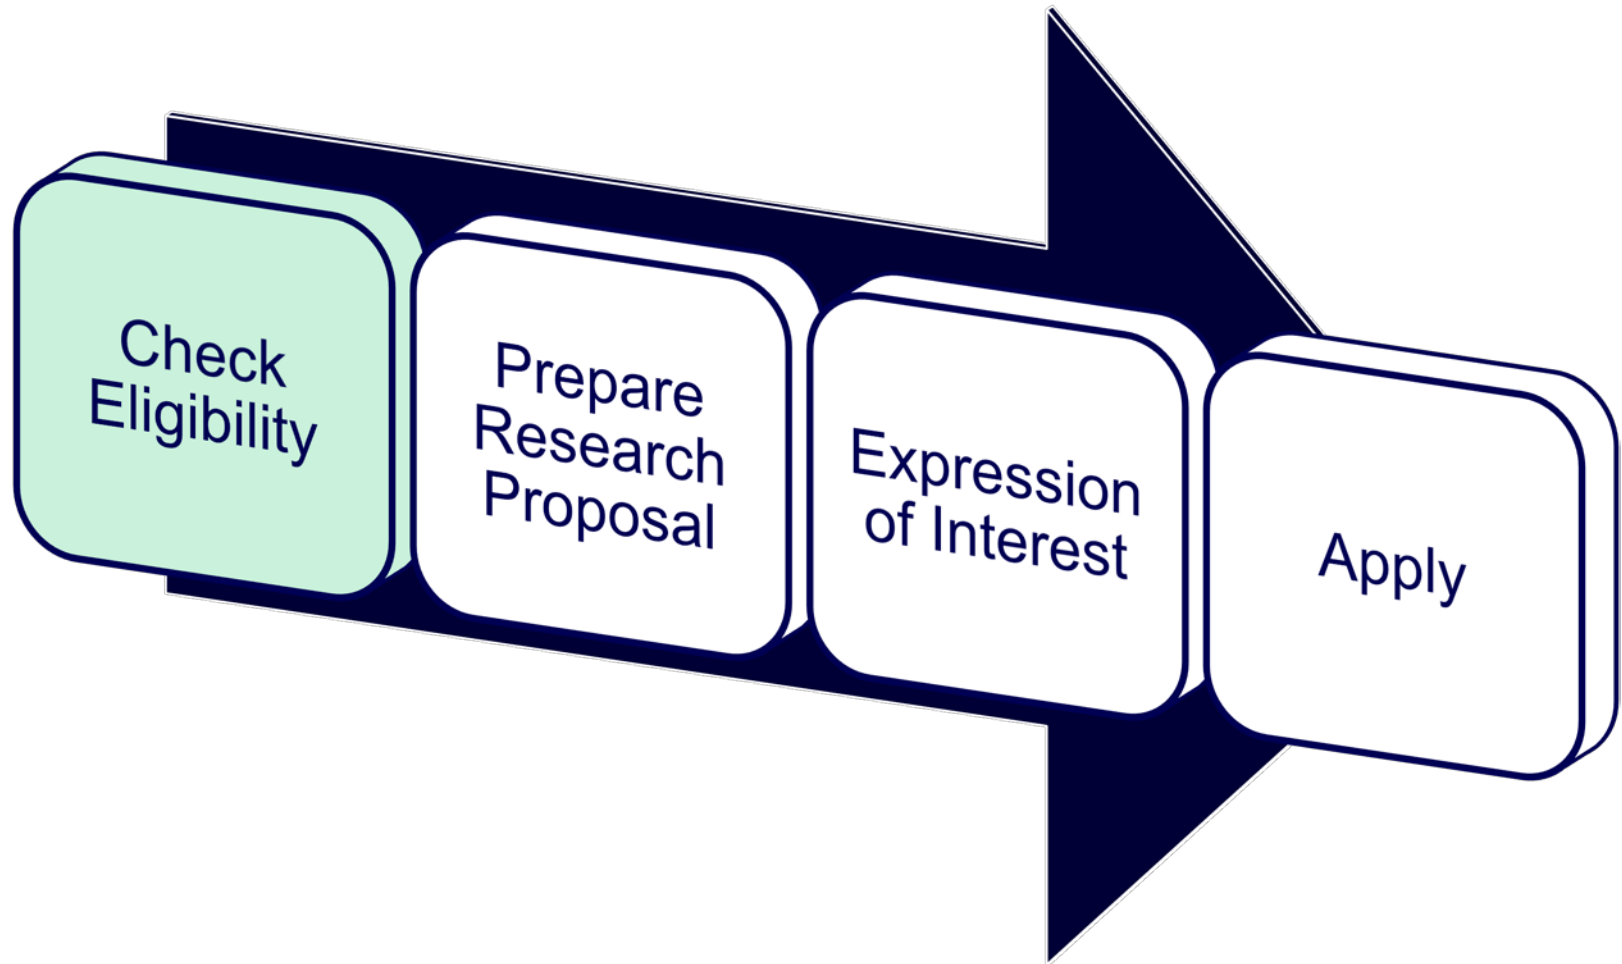 Check
Eligibility
Prepare
Research
Proposal
Expression
of Interest
Apply